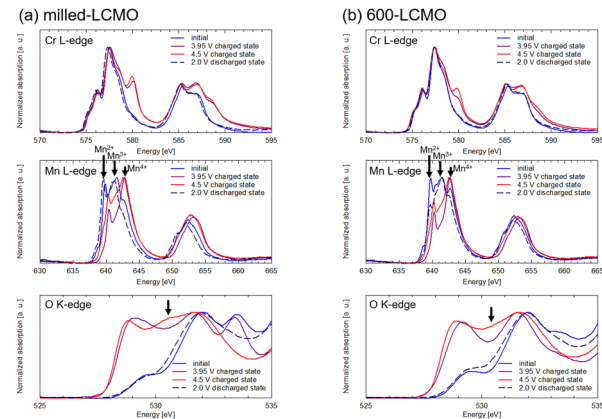 (a) milled-LCMO
Cr L-edge
initial
3.95 V charged state
4.5 V charged state
2.0 V discharged state
Normalized absorption [a. u.]
570 575 580 585 590 595
Energy [eV]
Mn2+
Mn3+
Mn4+
Mn L-edge
initial
3.95 V charged state
4.5 V charged state
2.0 V discharged state
Normalized absorption [a. u.]
630 635 640 645 650 655 660 665
Energy [eV]
O K-edge
initial
3.95 V charged state
4.5 V charged state
2.0 V discharged state
Normalized absorption [a. u.]
525 530 535
Energy [eV]
(b) 600-LCMO
Cr L-edge
initial
3.95 V charged state
4.5 V charged state
2.0 V discharged state
Normalized absorption [a. u.]
570 575 580 585 590 595
Energy [eV]
Mn2+
Mn3+
Mn4+
Mn L-edge
initial
3.95 V charged state
4.5 V charged state
2.0 V discharged state
Normalized absorption [a. u.]
630 635 640 645 650 655 660 665
Energy [eV]
O K-edge
initial
3.95 V charged state
4.5 V charged state
2.0 V discharged state
Normalized absorption [a. u.]
525 530 535
Energy [eV]